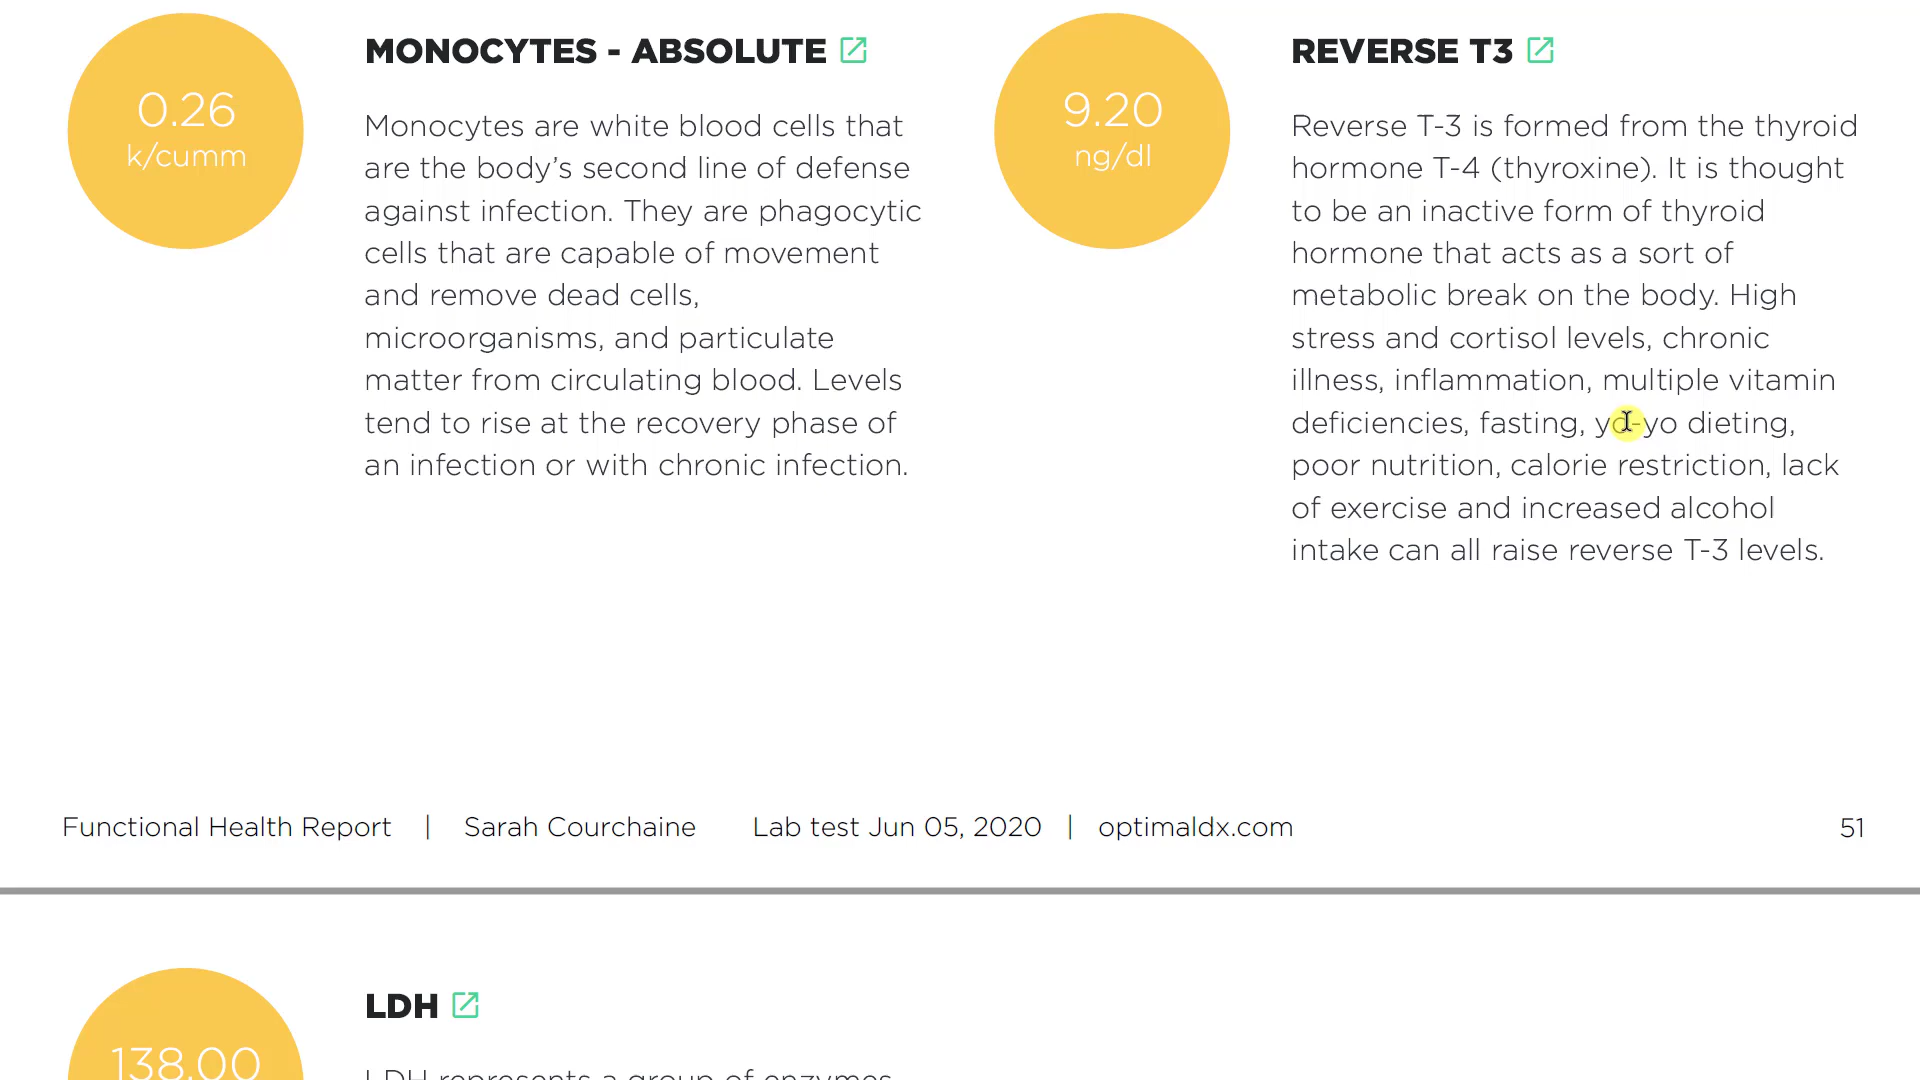 0.26
k/cumm
MONOCYTES - ABSOLUTE
Monocytes are white blood cells that
are the body’s second line of defense
against infection. They are phagocytic
cells that are capable of movement
and remove dead cells,
microorganisms, and particulate
matter from circulating blood. Levels
tend to rise at the recovery phase of
an infection or with chronic infection.
9.20
ng/dl
REVERSE T3
Reverse T-3 is formed from the thyroid
hormone T-4 (thyroxine). It is thought
to be an inactive form of thyroid
hormone that acts as a sort of
metabolic break on the body. High
stress and cortisol levels, chronic
illness, inflammation, multiple vitamin
deficiencies, fasting, yo-yo dieting,
poor nutrition, calorie restriction, lack
of exercise and increased alcohol
intake can all raise reverse T-3 levels.
Functional Health Report | Sarah Courchaine Lab test Jun 05, 2020 | optimaldx.com 51
138.00
LDH
LDH represents a group of enzymes